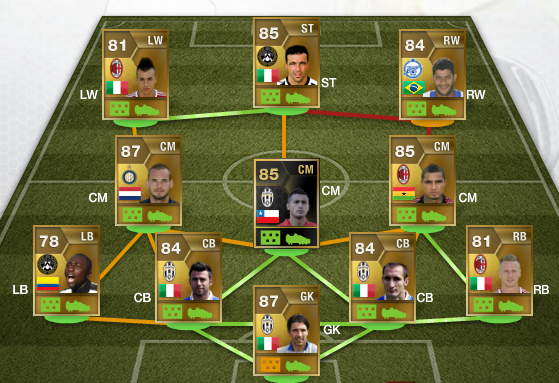 85 ST
81 LW
84 RW
LW
ST
RW
87 CM
85 CM
85 CM
CM
CM
CM
78 LB
84 CB
84 CB
81 RB
LB
CB
CB
RB
87 GK
GK